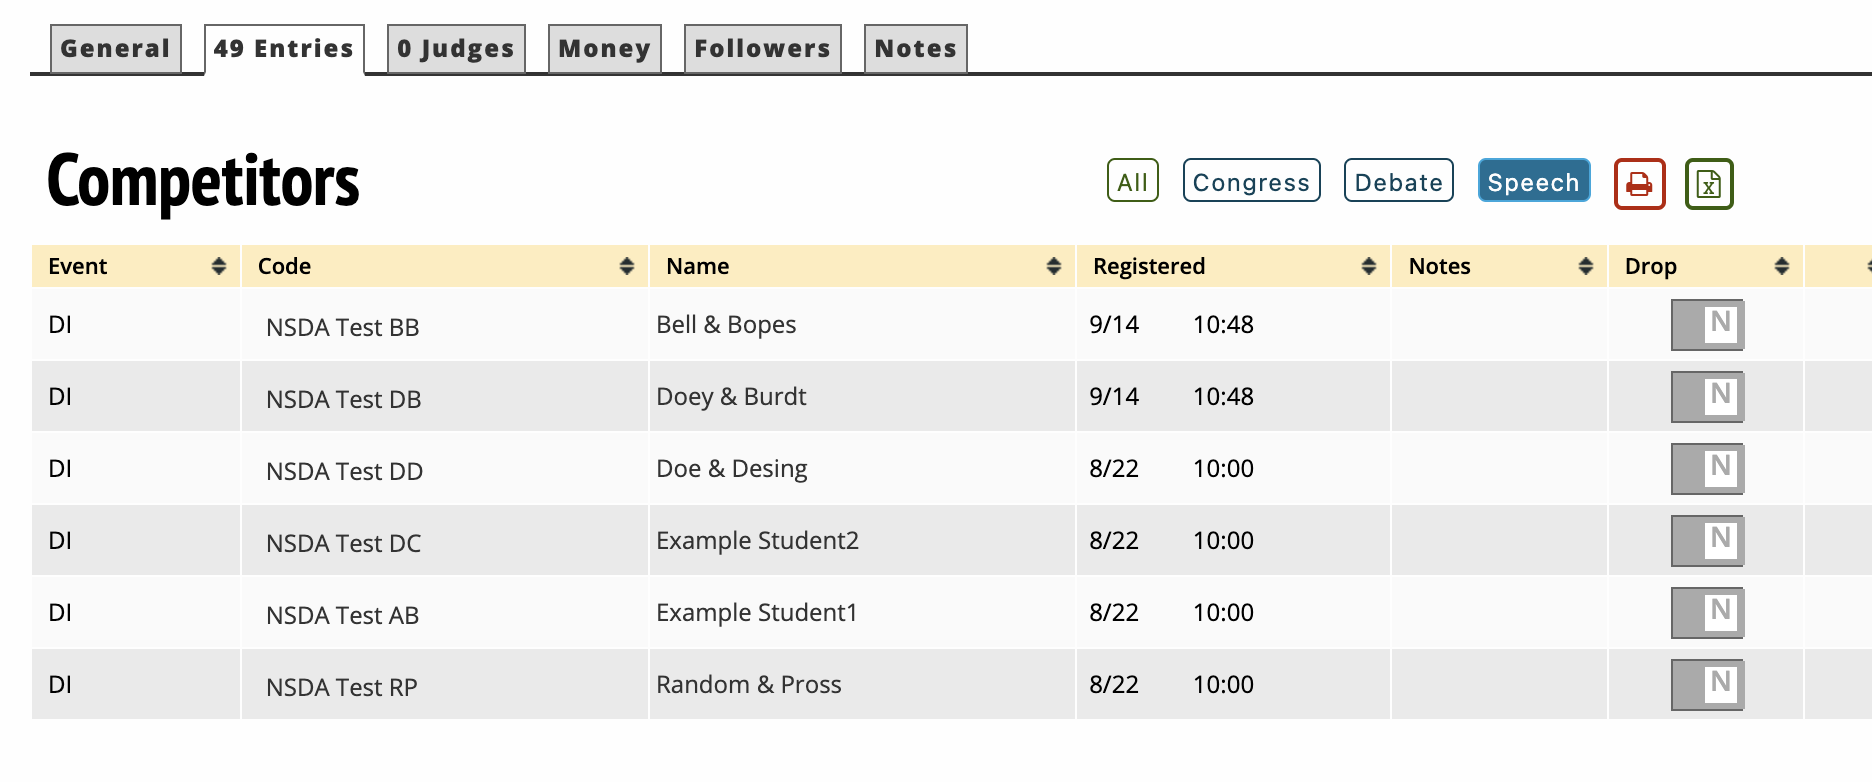 General 49 Entries 0 Judges Money Followers Notes
Competitors All Congress Debate Speech
Event Code Name Registered Notes Drop
DI NSDA Test BB Bell & Bopes 9/14 10:48 N
DI NSDA Test DB Doey & Burdt 9/14 10:48 N
DI NSDA Test DD Doe & Desing 8/22 10:00 N
DI NSDA Test DC Example Student2 8/22 10:00 N
DI NSDA Test AB Example Student1 8/22 10:00 N
DI NSDA Test RP Random & Pross 8/22 10:00 N